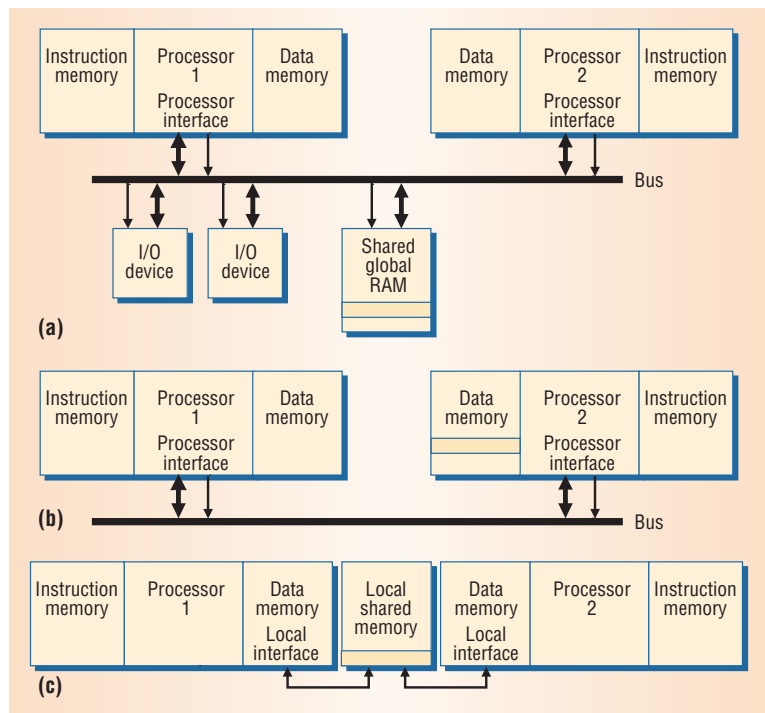 Instruction
memory
Processor
1
Processor
interface
Data
memory
Data
memory
Processor
2
Processor
interface
Instruction
memory
Bus
I/O
device
I/O
device
Shared
global
RAM
(a)
Instruction
memory
Processor
1
Processor
interface
Data
memory
Data
memory
Processor
2
Processor
interface
Instruction
memory
(b)
Bus
Instruction
memory
Processor
1
Data
memory
Local
interface
Local
shared
memory
Data
memory
Local
interface
Processor
2
Instruction
memory
(c)